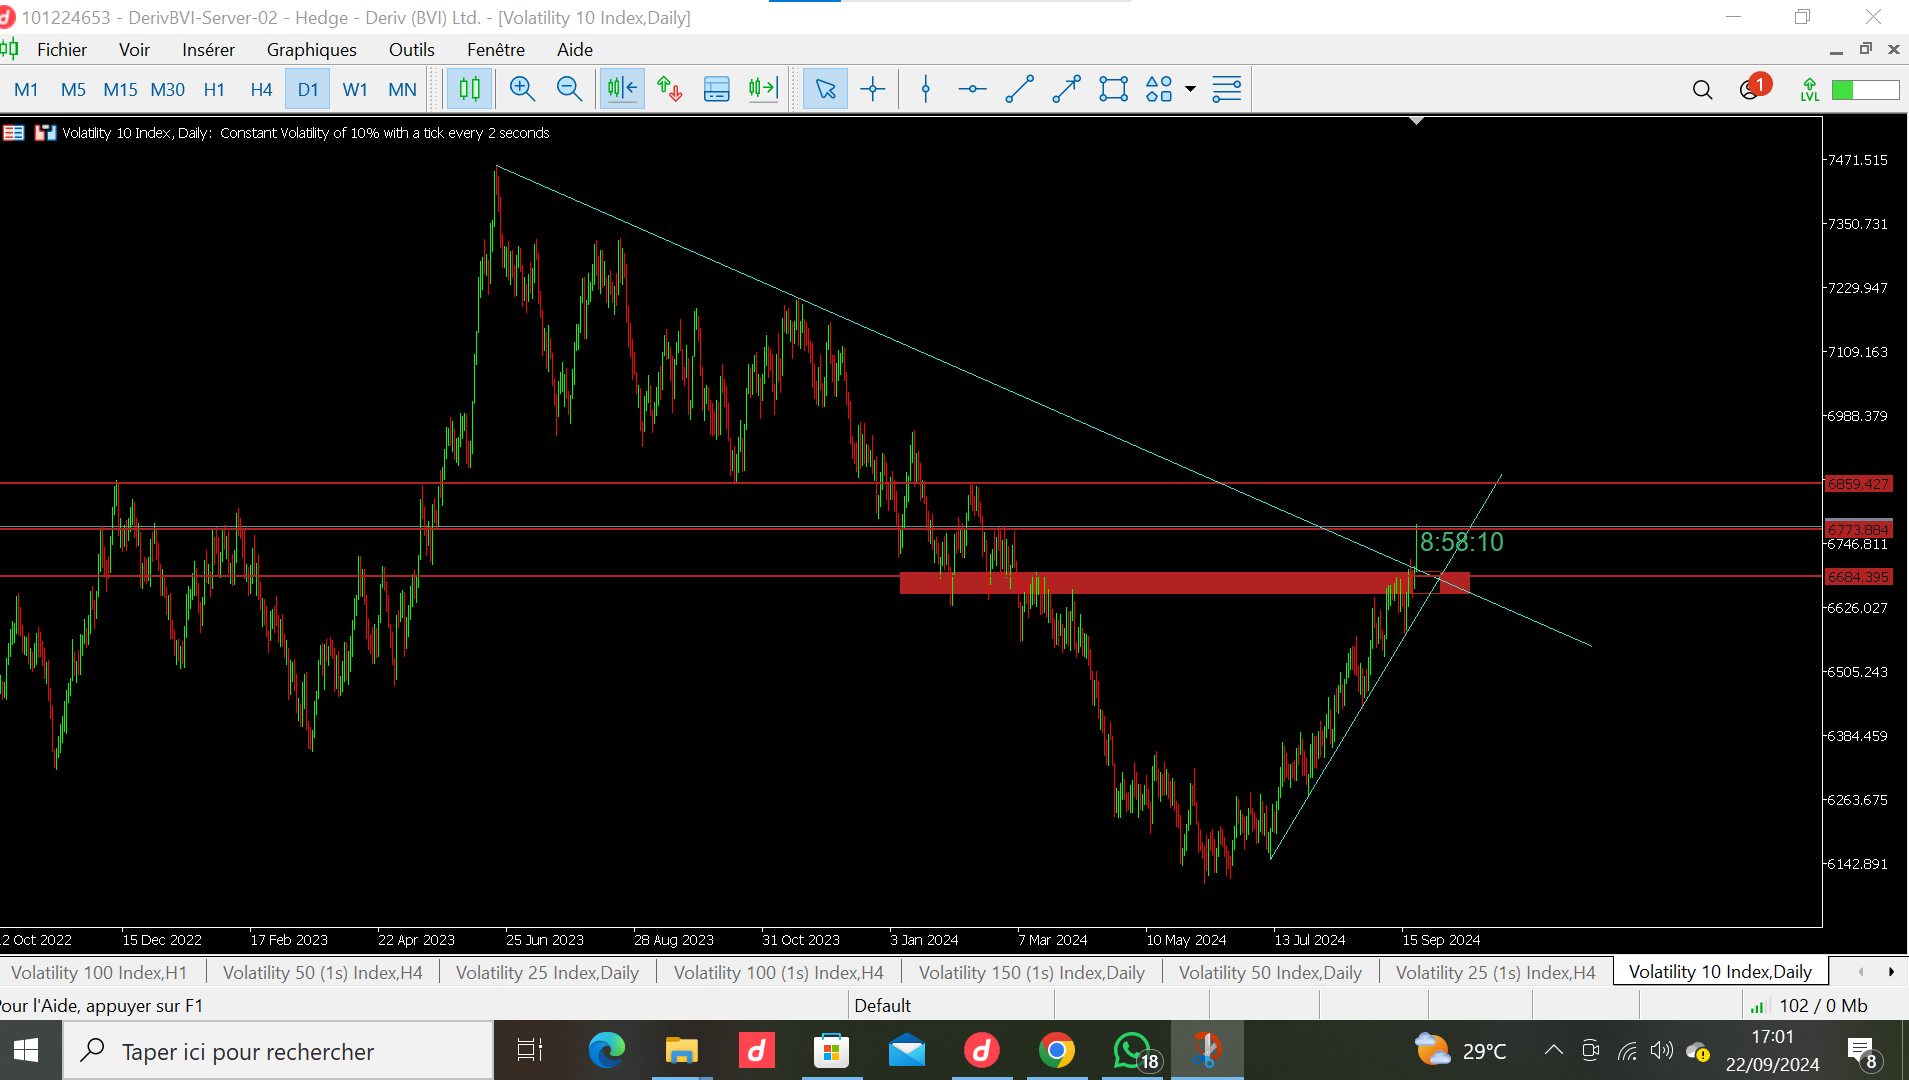 101224653 - DerivBVI-Server-02 - Hedge - Deriv (BVI) Ltd. - [Volatility 10 Index,Daily]
Fichier Voir Insérer Graphiques Outils Fenêtre Aide
M1 M5 M15 M30 H1 H4 D1 W1 MN 1 LVL
Volatility 10 Index, Daily: Constant Volatility of 10% with a tick every 2 seconds
7471.515
7350.731
7229.947
7109.163
6988.379
6859.427
6773.884
8:58:10
6746.811
6684.395
6626.027
6505.243
6384.459
6263.675
6142.891
2 Oct 2022 15 Dec 2022 17 Feb 2023 22 Apr 2023 25 Jun 2023 28 Aug 2023 31 Oct 2023 3 Jan 2024 7 Mar 2024 10 May 2024 13 Jul 2024 15 Sep 2024
Volatility 100 Index,H1 Volatility 50 (1s) Index,H4 Volatility 25 Index,Daily Volatility 100 (1s) Index,H4 Volatility 150 (1s) Index,Daily Volatility 50 Index,Daily Volatility 25 (1s) Index,H4 Volatility 10 Index,Daily
Pour l'Aide, appuyer sur F1 Default 102 / 0 Mb
Taper ici pour rechercher 18 29°C 17:01
22/09/2024 8